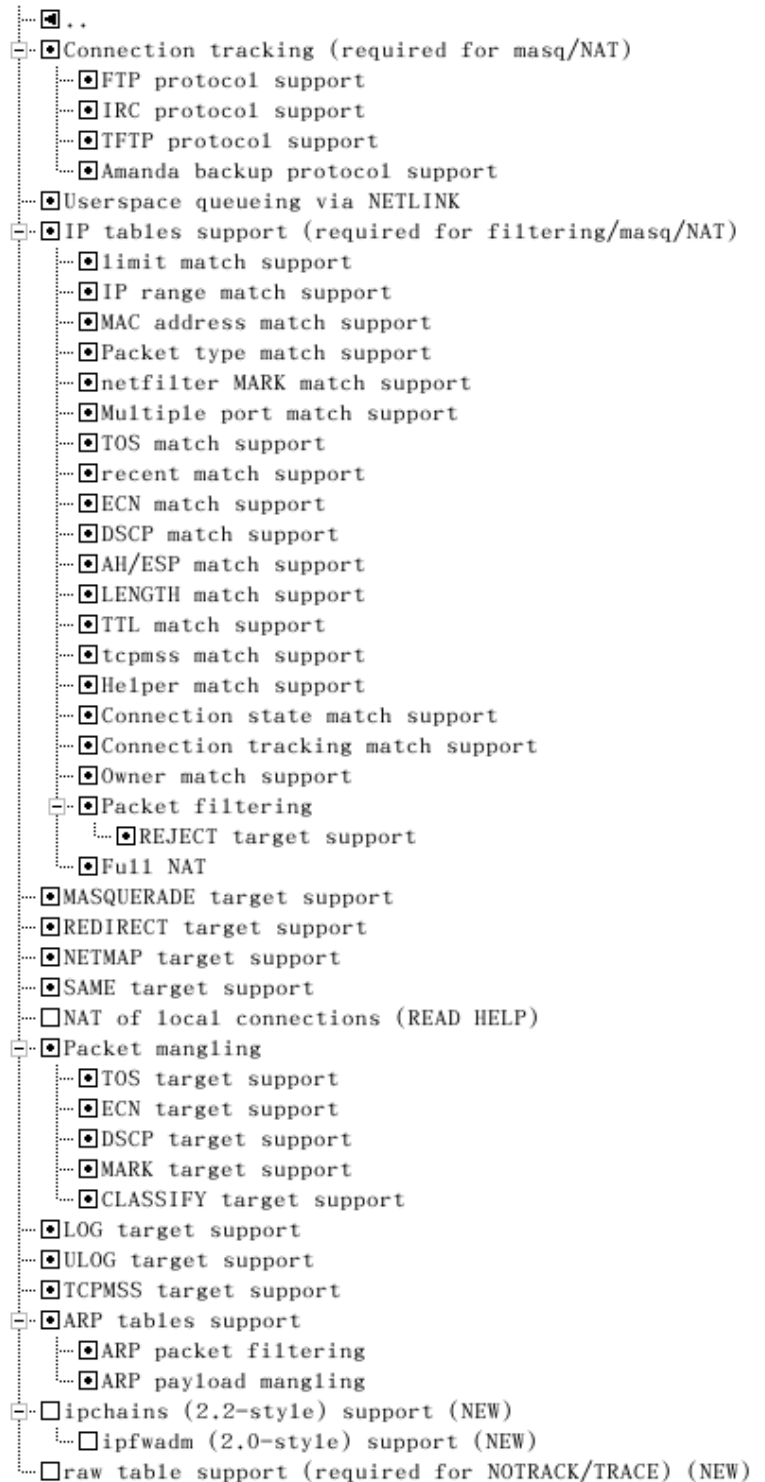 ..
Connection tracking (required for masq/NAT)
FTP protocol support
IRC protocol support
TFTP protocol support
Amanda backup protocol support
Userspace queueing via NETLINK
IP tables support (required for filtering/masq/NAT)
limit match support
IP range match support
MAC address match support
Packet type match support
netfilter MARK match support
Multiple port match support
TOS match support
recent match support
ECN match support
DSCP match support
AH/ESP match support
LENGTH match support
TTL match support
tcpmss match support
Helper match support
Connection state match support
Connection tracking match support
Owner match support
Packet filtering
REJECT target support
Full NAT
MASQUERADE target support
REDIRECT target support
NETMAP target support
SAME target support
NAT of local connections (READ HELP)
Packet mangling
TOS target support
ECN target support
DSCP target support
MARK target support
CLASSIFY target support
LOG target support
ULOG target support
TCPMSS target support
ARP tables support
ARP packet filtering
ARP payload mangling
ipchains (2.2-style) support (NEW)
ipfwadm (2.0-style) support (NEW)
raw table support (required for NOTRACK/TRACE) (NEW)